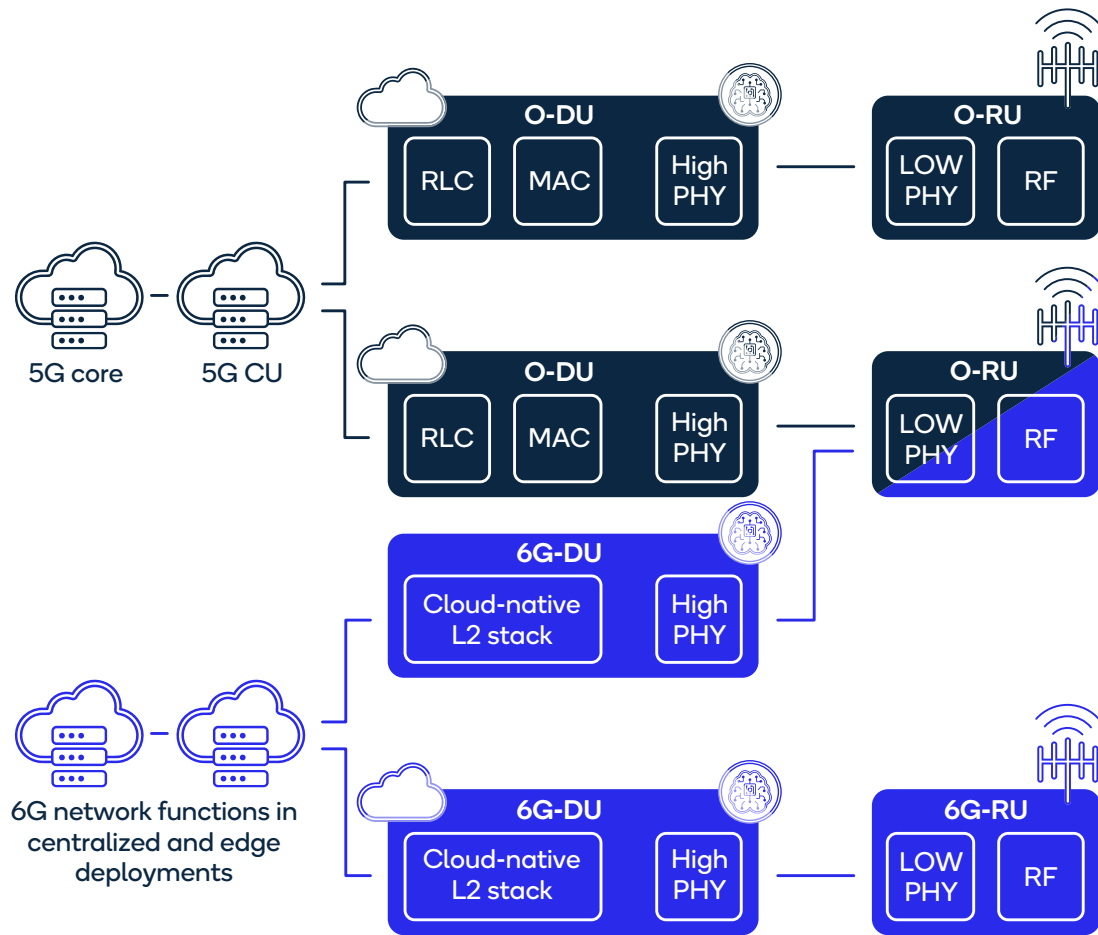 O-DU
RLC
MAC
High
PHY
O-RU
LOW
PHY
RF
5G core
5G CU
O-DU
RLC
MAC
High
PHY
O-RU
LOW
PHY
RF
6G-DU
Cloud-native
L2 stack
High
PHY
6G network functions in
centralized and edge
deployments
6G-DU
Cloud-native
L2 stack
High
PHY
6G-RU
LOW
PHY
RF